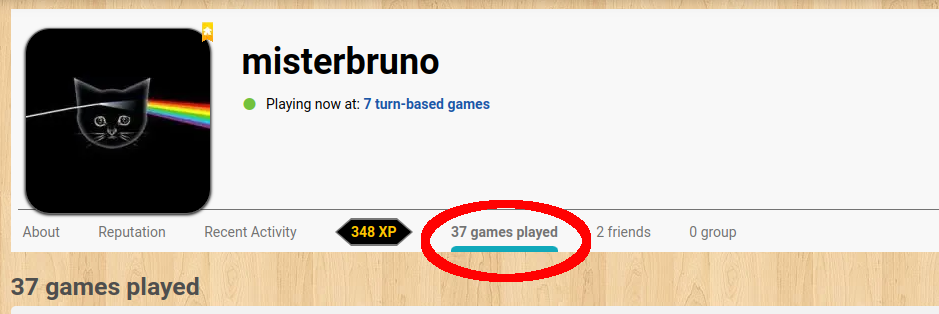 misterbruno
Playing now at: 7 turn-based games
About Reputation Recent Activity 348 XP 37 games played 2 friends 0 group
37 games played